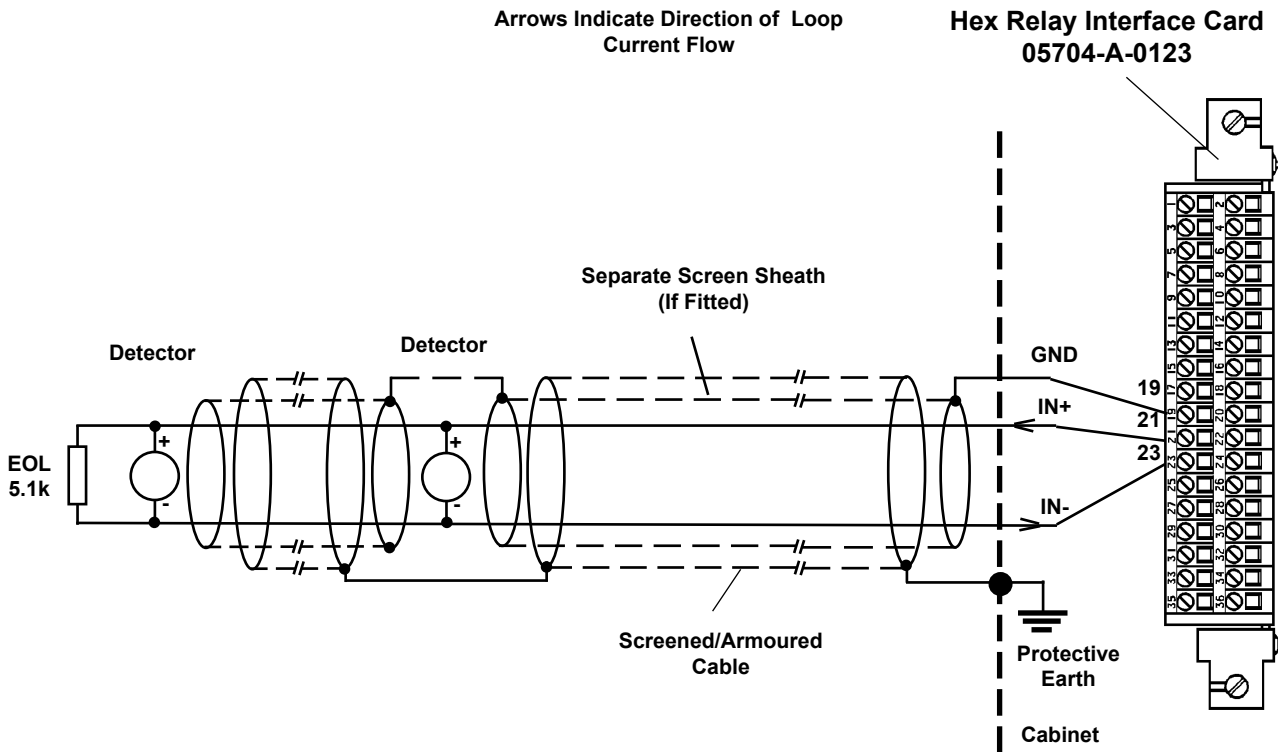 Arrows Indicate Direction of Loop
Current Flow
Hex Relay Interface Card
05704-A-0123
Separate Screen Sheath
(If Fitted)
Detector
Detector
GND
IN+
IN-
19
21
23
EOL
5.1k
+
-
+
-
Screened/Armoured
Cable
Protective
Earth
Cabinet
1 2
3 4
5 6
7 8
9 10
11 12
13 14
15 16
17 18
19 20
21 22
23 24
25 26
27 28
29 30
31 32
33 34
35 36